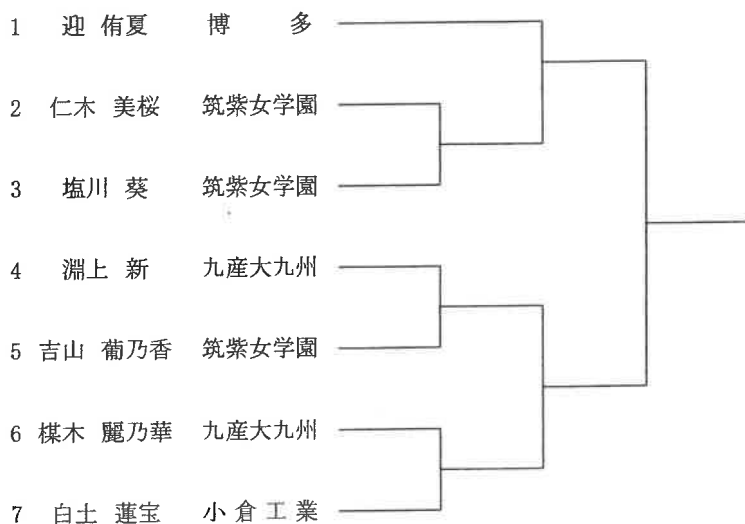 1 迎 侑夏 博 多
2 仁木 美桜 筑紫女学園
3 塩川 葵 筑紫女学園
4 淵上 新 九産大九州
5 吉山 葡乃香 筑紫女学園
6 楳木 麗乃華 九産大九州
7 白土 蓮宝 小倉工業